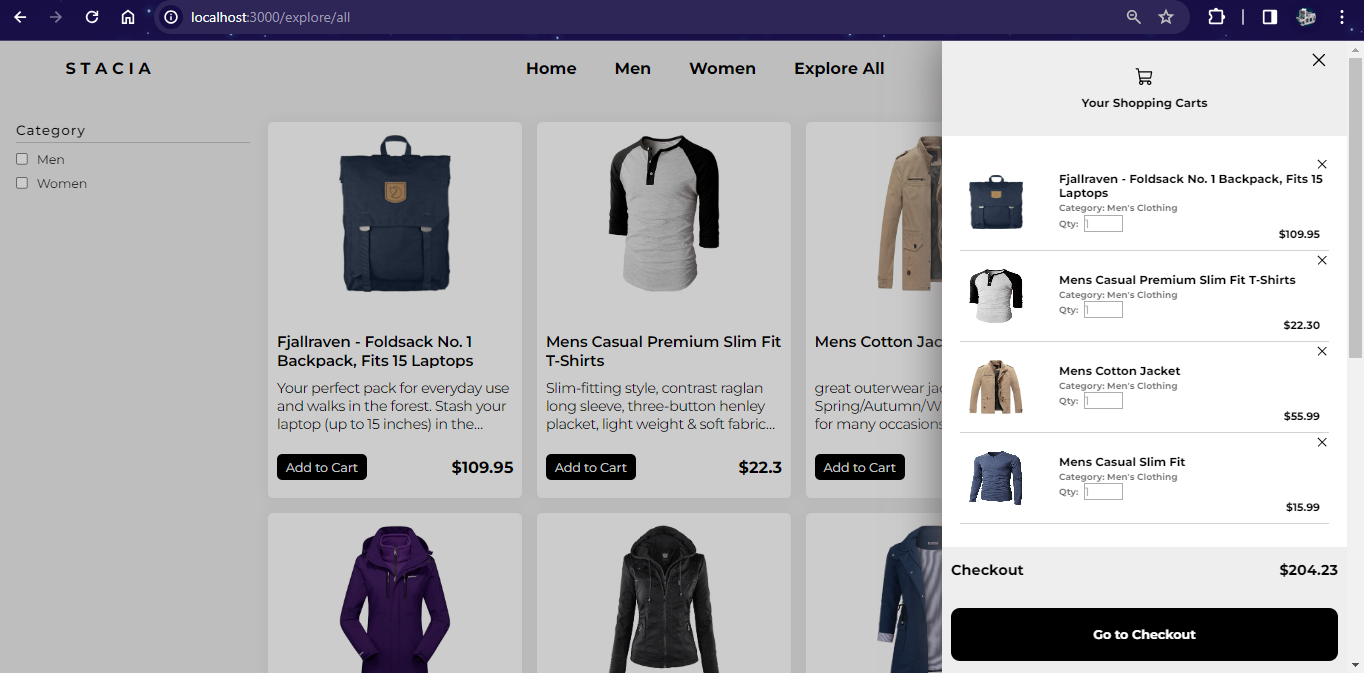 localhost:3000/explore/all
STACIA
Home
Men
Women
Explore All
Category
Men
Women
Fjallraven - Foldsack No. 1
Backpack, Fits 15 Laptops
Your perfect pack for everyday use
and walks in the forest. Stash your
laptop (up to 15 inches) in the...
Add to Cart
$109.95
Mens Casual Premium Slim Fit
T-Shirts
Slim-fitting style, contrast raglan
long sleeve, three-button henley
placket, light weight & soft fabric...
Add to Cart
$22.3
Mens Cotton Jac
great outerwear
Spring/Autumn/W
for many occasions
Add to Cart
Your Shopping Carts
Fjallraven - Foldsack No. 1 Backpack, Fits 15
Laptops
Category: Men's Clothing
Qty: 1
$109.95
Mens Casual Premium Slim Fit T-Shirts
Category: Men's Clothing
Qty: 1
$22.30
Mens Cotton Jacket
Category: Men's Clothing
Qty: 1
$55.99
Mens Casual Slim Fit
Category: Men's Clothing
Qty: 1
$15.99
Checkout
$204.23
Go to Checkout